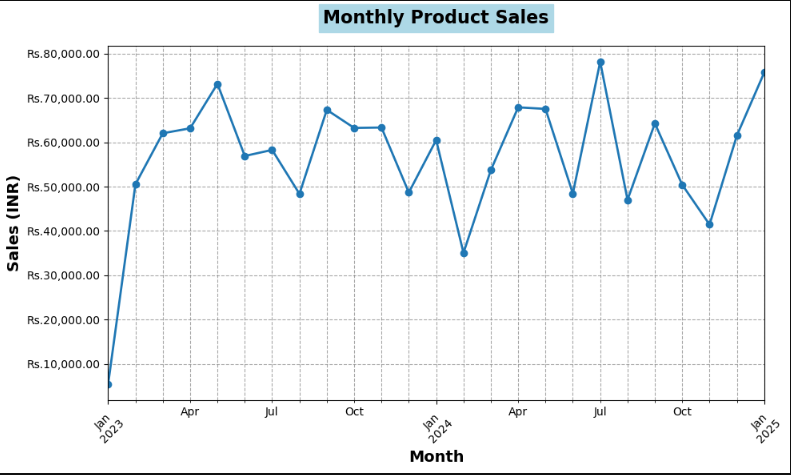 Monthly Product Sales
Rs.80,000.00
Rs.70,000.00
Rs.60,000.00
Rs.50,000.00
Rs.40,000.00
Rs.30,000.00
Rs.20,000.00
Rs.10,000.00
Sales (INR)
Jan
2023
Apr
Jul
Oct
Jan
2024
Apr
Jul
Oct
Jan
2025
Month